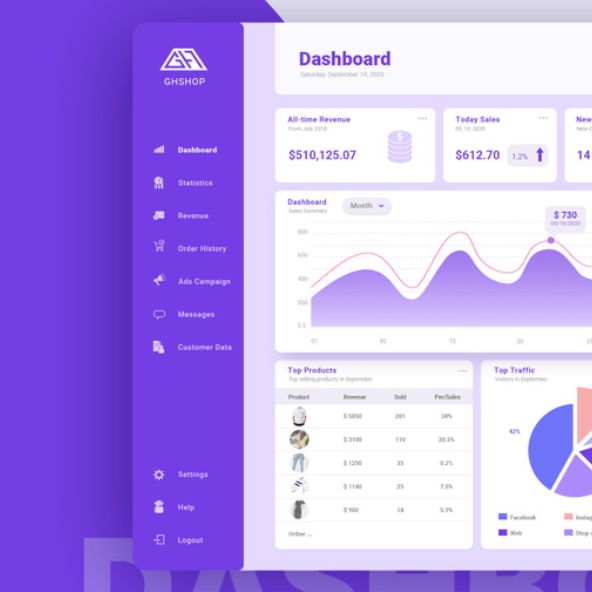 GHSHOP
Dashboard
Statistics
Revenue
Order History
Ads Campaign
Messages
Customer Data
Settings
Help
Logout
Dashboard
Saturday, September 19, 2020
All-time Revenue
From July 2018
$510,125.07
Today Sales
09, 19, 2020
$612.70
1.2%
New
New C
14
Dashboard
Sales Summary
Month
$ 730
09/19/2020
800
600
400
200
$ 0
01
05
15
20
25
Top Products
Top selling products in September
Product Revenue Sold Per/Sales
$ 5050 201 34%
$ 3100 110 20.3%
$ 1250 35 9.2%
$ 1140 25 7.5%
$ 900 18 5.9%
Orther ...
Top Traffic
Visitors in September
62%
Facebook
Instag
Web
Shop
DASHBO